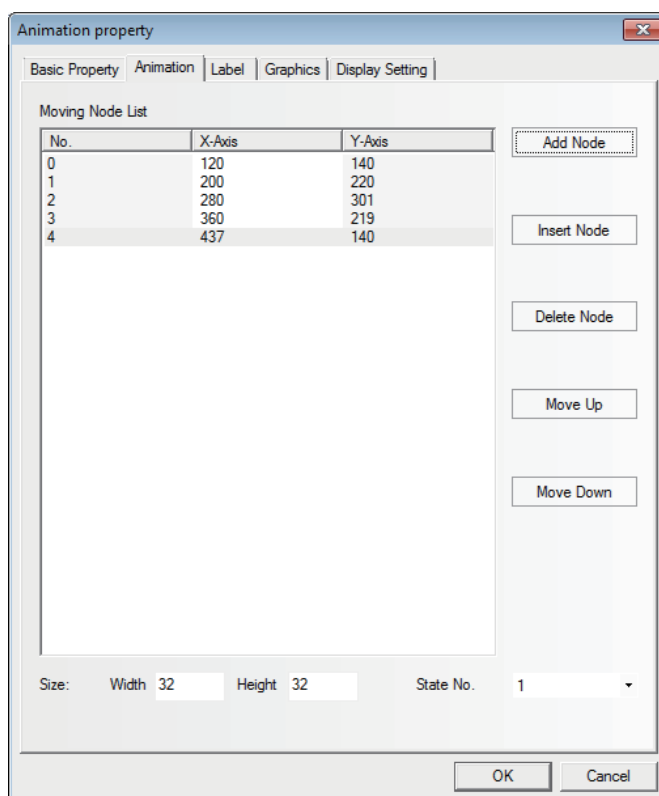 Animation property
Basic Property Animation Label Graphics Display Setting
Moving Node List
No. X-Axis Y-Axis Add Node
0 120 140
1 200 220
2 280 301
3 360 219
4 437 140
Insert Node
Delete Node
Move Up
Move Down
Size: Width 32 Height 32 State No. 1
OK Cancel